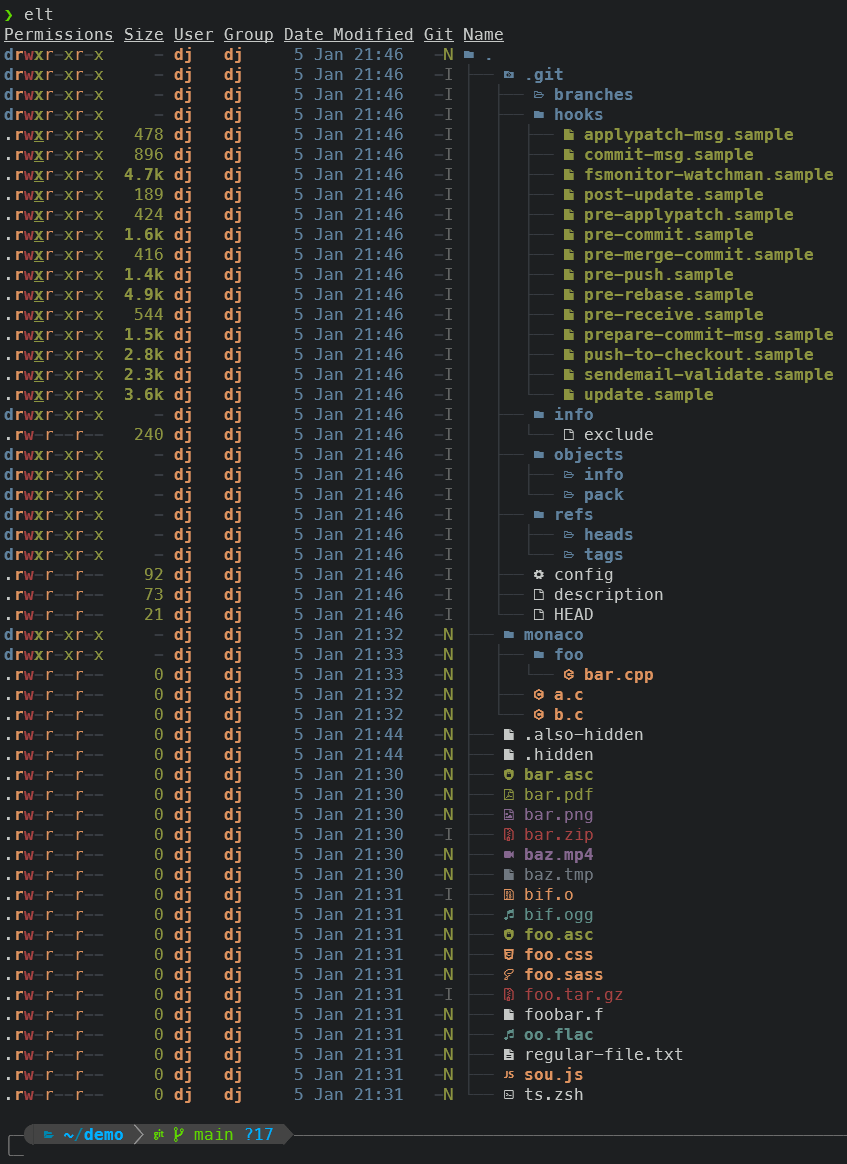 ❯ elt
Permissions Size User Group Date Modified Git Name
drwxr-xr-x - dj dj 5 Jan 21:46 -N .
drwxr-xr-x - dj dj 5 Jan 21:46 -I .git
drwxr-xr-x - dj dj 5 Jan 21:46 -I branches
drwxr-xr-x - dj dj 5 Jan 21:46 -I hooks
.rwxr-xr-x 478 dj dj 5 Jan 21:46 -I applypatch-msg.sample
.rwxr-xr-x 896 dj dj 5 Jan 21:46 -I commit-msg.sample
.rwxr-xr-x 4.7k dj dj 5 Jan 21:46 -I fsmonitor-watchman.sample
.rwxr-xr-x 189 dj dj 5 Jan 21:46 -I post-update.sample
.rwxr-xr-x 424 dj dj 5 Jan 21:46 -I pre-applypatch.sample
.rwxr-xr-x 1.6k dj dj 5 Jan 21:46 -I pre-commit.sample
.rwxr-xr-x 416 dj dj 5 Jan 21:46 -I pre-merge-commit.sample
.rwxr-xr-x 1.4k dj dj 5 Jan 21:46 -I pre-push.sample
.rwxr-xr-x 4.9k dj dj 5 Jan 21:46 -I pre-rebase.sample
.rwxr-xr-x 544 dj dj 5 Jan 21:46 -I pre-receive.sample
.rwxr-xr-x 1.5k dj dj 5 Jan 21:46 -I prepare-commit-msg.sample
.rwxr-xr-x 2.8k dj dj 5 Jan 21:46 -I push-to-checkout.sample
.rwxr-xr-x 2.3k dj dj 5 Jan 21:46 -I sendemail-validate.sample
.rwxr-xr-x 3.6k dj dj 5 Jan 21:46 -I update.sample
drwxr-xr-x - dj dj 5 Jan 21:46 -I info
.rw-r--r-- 240 dj dj 5 Jan 21:46 -I exclude
drwxr-xr-x - dj dj 5 Jan 21:46 -I objects
drwxr-xr-x - dj dj 5 Jan 21:46 -I info
drwxr-xr-x - dj dj 5 Jan 21:46 -I pack
drwxr-xr-x - dj dj 5 Jan 21:46 -I refs
drwxr-xr-x - dj dj 5 Jan 21:46 -I heads
drwxr-xr-x - dj dj 5 Jan 21:46 -I tags
.rw-r--r-- 92 dj dj 5 Jan 21:46 -I config
.rw-r--r-- 73 dj dj 5 Jan 21:46 -I description
.rw-r--r-- 21 dj dj 5 Jan 21:46 -I HEAD
drwxr-xr-x - dj dj 5 Jan 21:32 -N monaco
drwxr-xr-x - dj dj 5 Jan 21:33 -N foo
.rw-r--r-- 0 dj dj 5 Jan 21:33 -N bar.cpp
.rw-r--r-- 0 dj dj 5 Jan 21:32 -N a.c
.rw-r--r-- 0 dj dj 5 Jan 21:32 -N b.c
.rw-r--r-- 0 dj dj 5 Jan 21:44 -N .also-hidden
.rw-r--r-- 0 dj dj 5 Jan 21:44 -N .hidden
.rw-r--r-- 0 dj dj 5 Jan 21:30 -N bar.asc
.rw-r--r-- 0 dj dj 5 Jan 21:30 -N bar.pdf
.rw-r--r-- 0 dj dj 5 Jan 21:30 -N bar.png
.rw-r--r-- 0 dj dj 5 Jan 21:30 -I bar.zip
.rw-r--r-- 0 dj dj 5 Jan 21:30 -N baz.mp4
.rw-r--r-- 0 dj dj 5 Jan 21:30 -N baz.tmp
.rw-r--r-- 0 dj dj 5 Jan 21:31 -I bif.o
.rw-r--r-- 0 dj dj 5 Jan 21:31 -N bif.ogg
.rw-r--r-- 0 dj dj 5 Jan 21:31 -N foo.asc
.rw-r--r-- 0 dj dj 5 Jan 21:31 -N foo.css
.rw-r--r-- 0 dj dj 5 Jan 21:31 -N foo.sass
.rw-r--r-- 0 dj dj 5 Jan 21:31 -I foo.tar.gz
.rw-r--r-- 0 dj dj 5 Jan 21:31 -N foobar.f
.rw-r--r-- 0 dj dj 5 Jan 21:31 -N oo.flac
.rw-r--r-- 0 dj dj 5 Jan 21:31 -N regular-file.txt
.rw-r--r-- 0 dj dj 5 Jan 21:31 -N JS sou.js
.rw-r--r-- 0 dj dj 5 Jan 21:31 -N ts.zsh
~/demo git main ?17